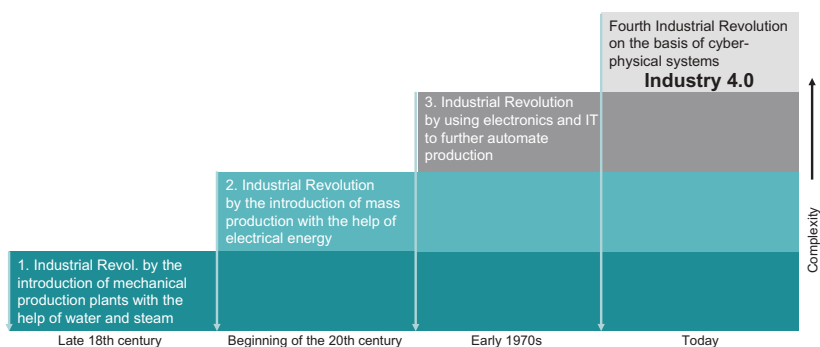 Fourth Industrial Revolution
on the basis of cyber-
physical systems
Industry 4.0
3. Industrial Revolution
by using electronics and IT
to further automate
production
2. Industrial Revolution
by the introduction of mass
production with the help of
electrical energy
1. Industrial Revol. by the
introduction of mechanical
production plants with the
help of water and steam
Complexity
Late 18th century
Beginning of the 20th century
Early 1970s
Today